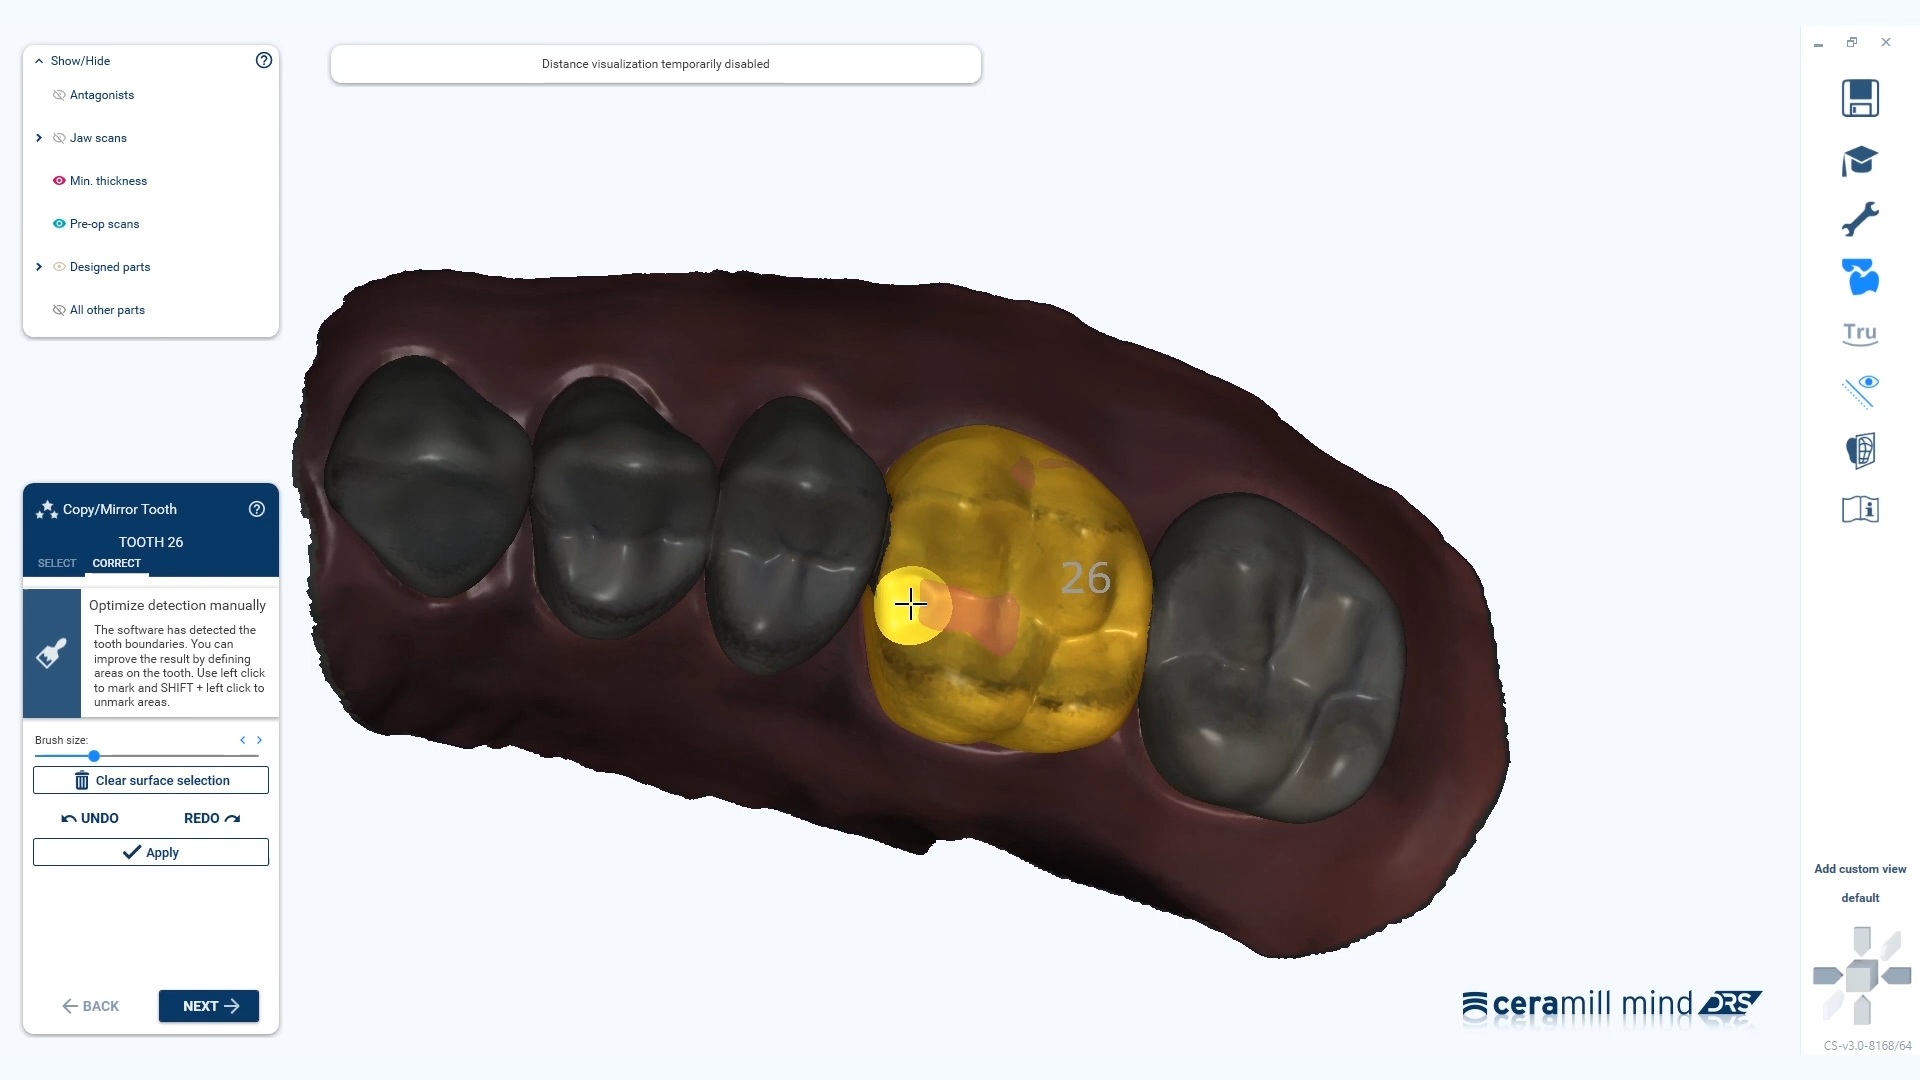 Show/Hide
Antagonists
Jaw scans
Min. thickness
Pre-op scans
Designed parts
All other parts
Distance visualization temporarily disabled
Copy/Mirror Tooth
TOOTH 26
SELECT CORRECT
Optimize detection manually
The software has detected the
tooth boundaries. You can
improve the result by defining
areas on the tooth. Use left click
to mark and SHIFT + left click to
unmark areas.
Brush size:
Clear surface selection
UNDO REDO
Apply
BACK NEXT
26
Tru
Add custom view
default
ceramill mind DRS
CS-v3.0-8168/64